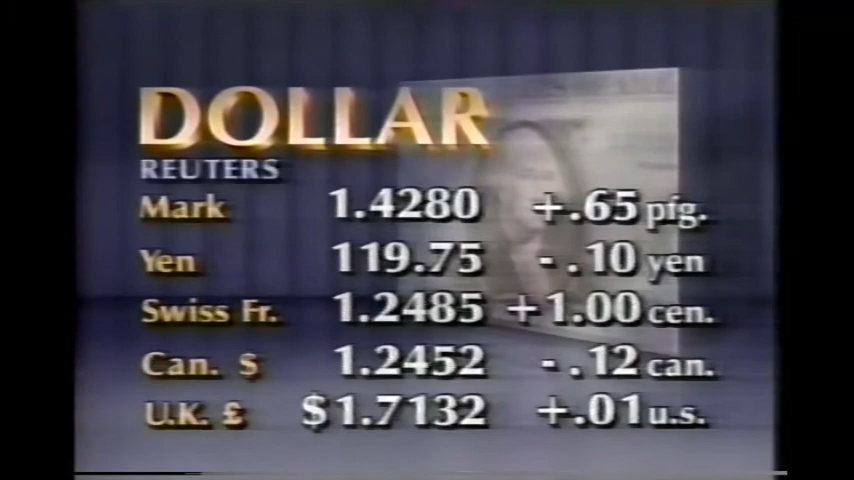 DOLLAR
REUTERS
Mark 1.4280 +.65 pfg.
Yen 119.75 -.10 yen
Swiss Fr. 1.2485 +1.00 cen.
Can. $ 1.2452 -.12 can.
U.K. £ $1.7132 +.01 u.s.